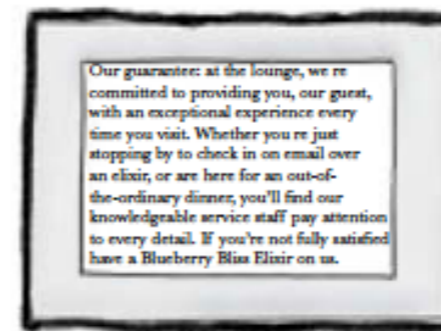 Our guarantee: at the lounge, we re
committed to providing you, our guest,
with an exceptional experience every
time you visit. Whether you re just
stopping by to check in on email over
an elixir, or are here for an out-of-
the-ordinary dinner, you'll find our
knowledgeable service staff pay attention
to every detail. If you're not fully satisfied
have a Blueberry Bliss Elixir on us.